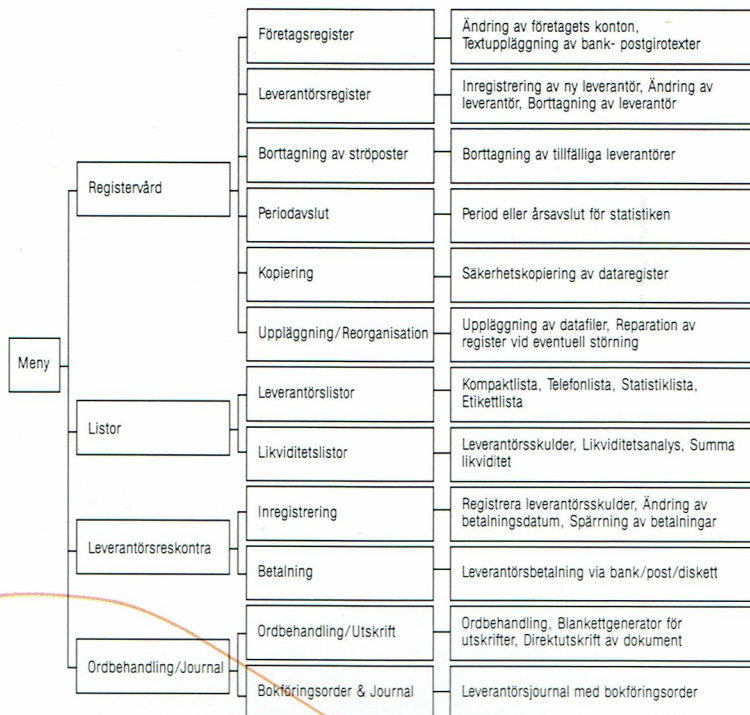 Meny
Registervård
Företagsregister
Ändring av företagets konton,
Textuppläggning av bank- postgirotexter
Leverantörsregister
Inregistrering av ny leverantör, Ändring av
leverantör, Borttagning av leverantör
Borttagning av ströposter
Borttagning av tillfälliga leverantörer
Periodavslut
Period eller årsavslut för statistiken
Kopiering
Säkerhetskopiering av dataregister
Uppläggning/Reorganisation
Uppläggning av datafiler, Reparation av
register vid eventuell störning
Listor
Leverantörslistor
Kompaktlista, Telefonlista, Statistiklista,
Etikettlista
Likviditetslistor
Leverantörsskulder, Likviditetsanalys, Summa
likviditet
Leverantörsreskontra
Inregistrering
Registrera leverantörsskulder, Ändring av
betalningsdatum, Spärrning av betalningar
Betalning
Leverantörsbetalning via bank/post/diskett
Ordbehandling/Journal
Ordbehandling/Utskrift
Ordbehandling, Blankettgenerator för
utskrifter, Direktutskrift av dokument
Bokföringsorder & Journal
Leverantörsjournal med bokföringsorder